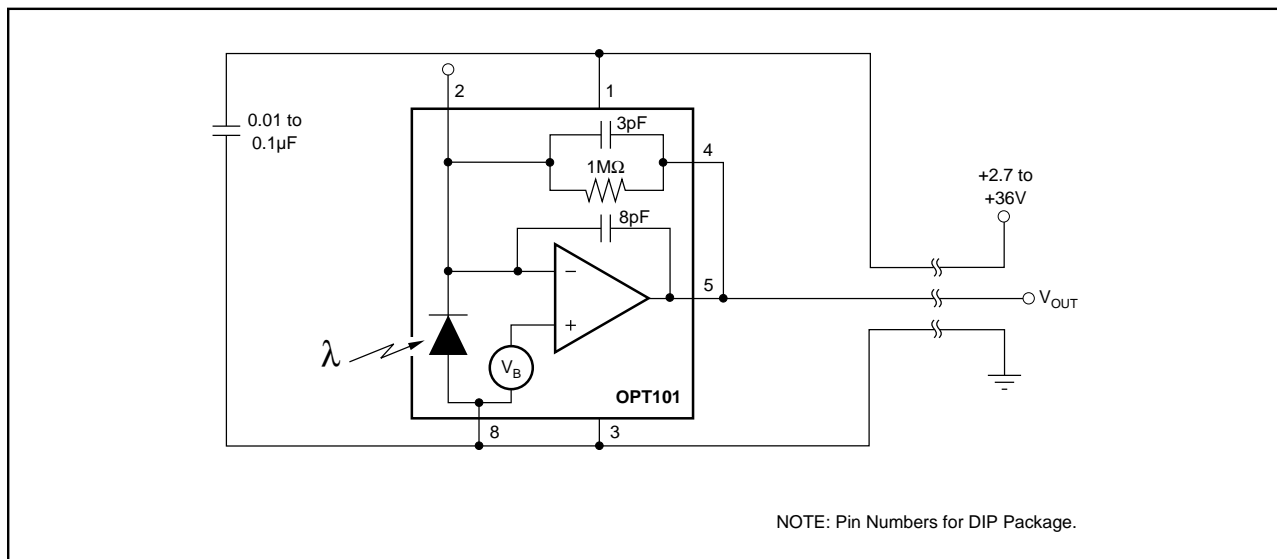 2
1
0.01 to
0.1µF
3pF
4
1MΩ
+2.7 to
+36V
8pF
5
−
V_OUT
+
λ
V_B
OPT101
8
3
NOTE: Pin Numbers for DIP Package.